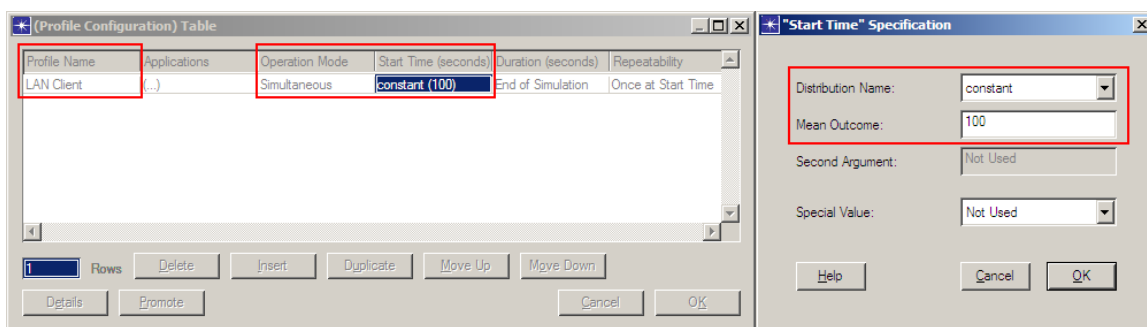 (Profile Configuration) Table
Profile Name Applications Operation Mode Start Time (seconds) Duration (seconds) Repeatability
LAN Client (...) Simultaneous constant (100) End of Simulation Once at Start Time
1 Rows Delete Insert Duplicate Move Up Move Down
Details Promote Cancel OK
"Start Time" Specification
Distribution Name: constant
Mean Outcome: 100
Second Argument: Not Used
Special Value: Not Used
Help Cancel OK